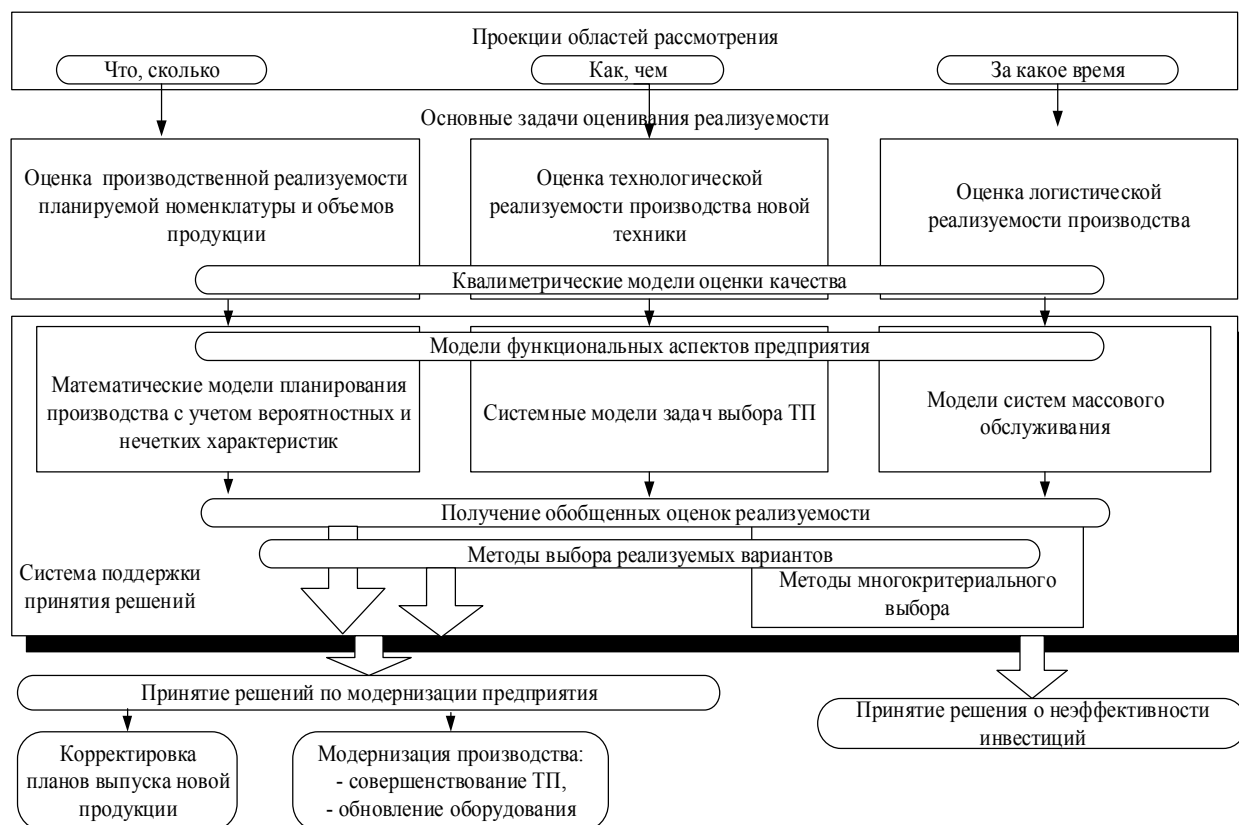 Проекции областей рассмотрения
Что, сколько
Как, чем
За какое время
Основные задачи оценивания реализуемости
Оценка производственной реализуемости
планируемой номенклатуры и объемов
продукции
Оценка технологической
реализуемости производства новой
техники
Оценка логистической
реализуемости производства
Квалиметрические модели оценки качества
Модели функциональных аспектов предприятия
Математические модели планирования
производства с учетом вероятностных и
нечетких характеристик
Системные модели задач выбора ТП
Модели систем массового
обслуживания
Получение обобщенных оценок реализуемости
Методы выбора реализуемых вариантов
Система поддержки
принятия решений
Методы многокритериального
выбора
Принятие решений по модернизации предприятия
Принятие решения о неэффективности
инвестиций
Корректировка
планов выпуска новой
продукции
Модернизация производства:
- совершенствование ТП,
- обновление оборудования